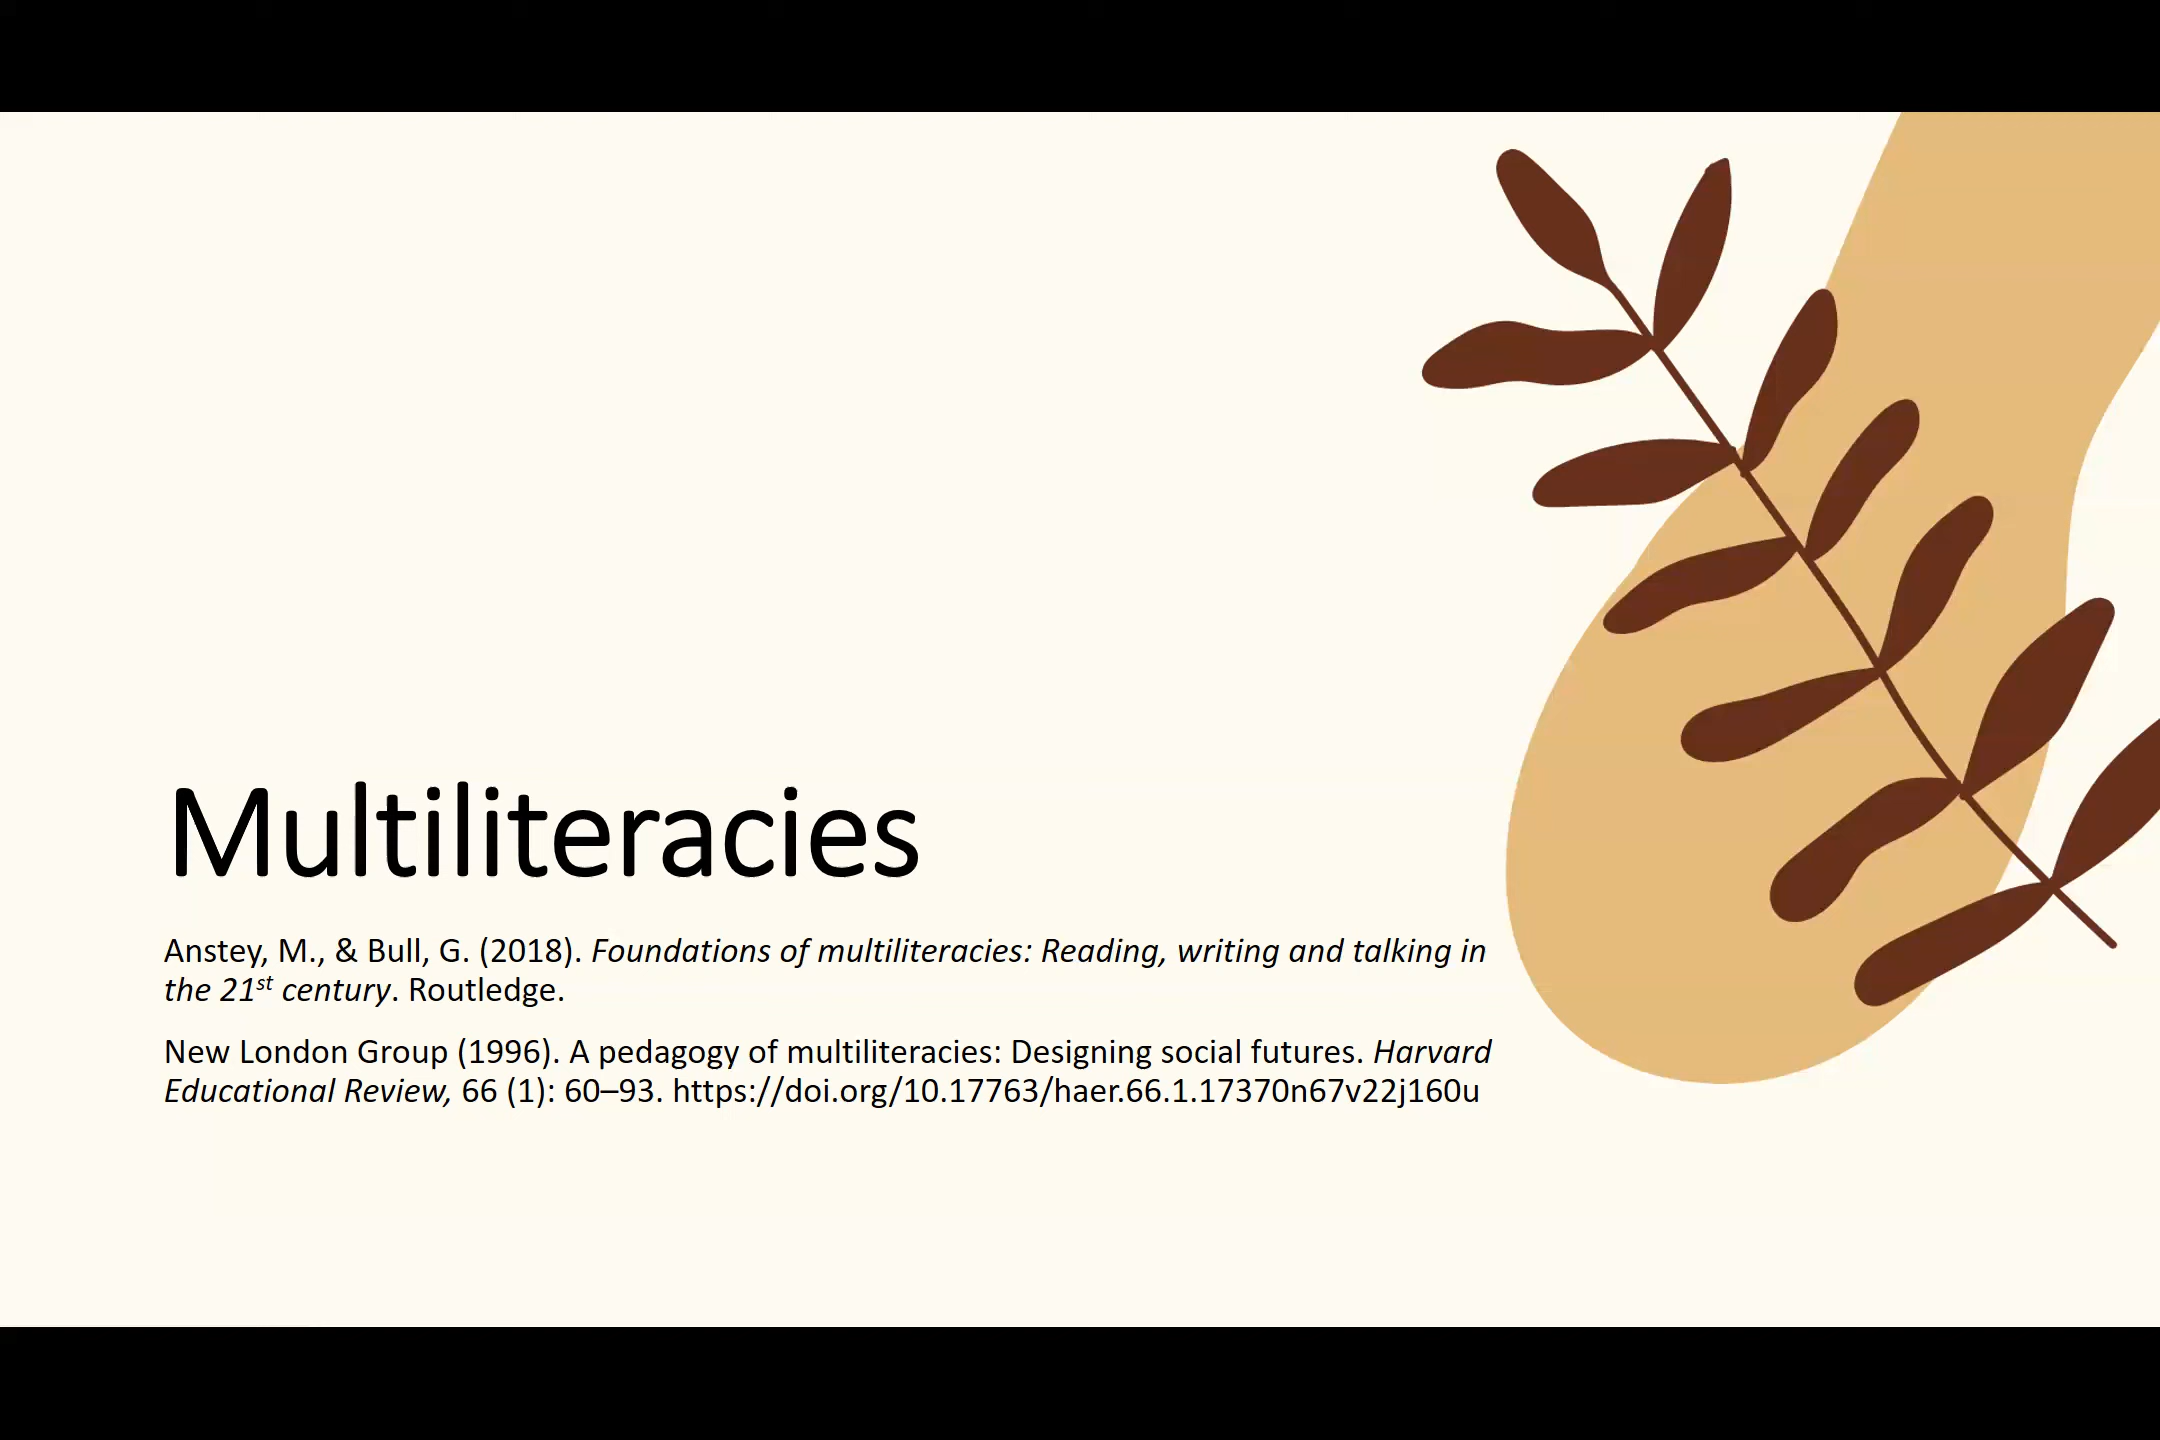 Multiliteracies
Anstey, M., & Bull, G. (2018). Foundations of multiliteracies: Reading, writing and talking in
the 21st century. Routledge.
New London Group (1996). A pedagogy of multiliteracies: Designing social futures. Harvard
Educational Review, 66 (1): 60–93. https://doi.org/10.17763/haer.66.1.17370n67v22j160u